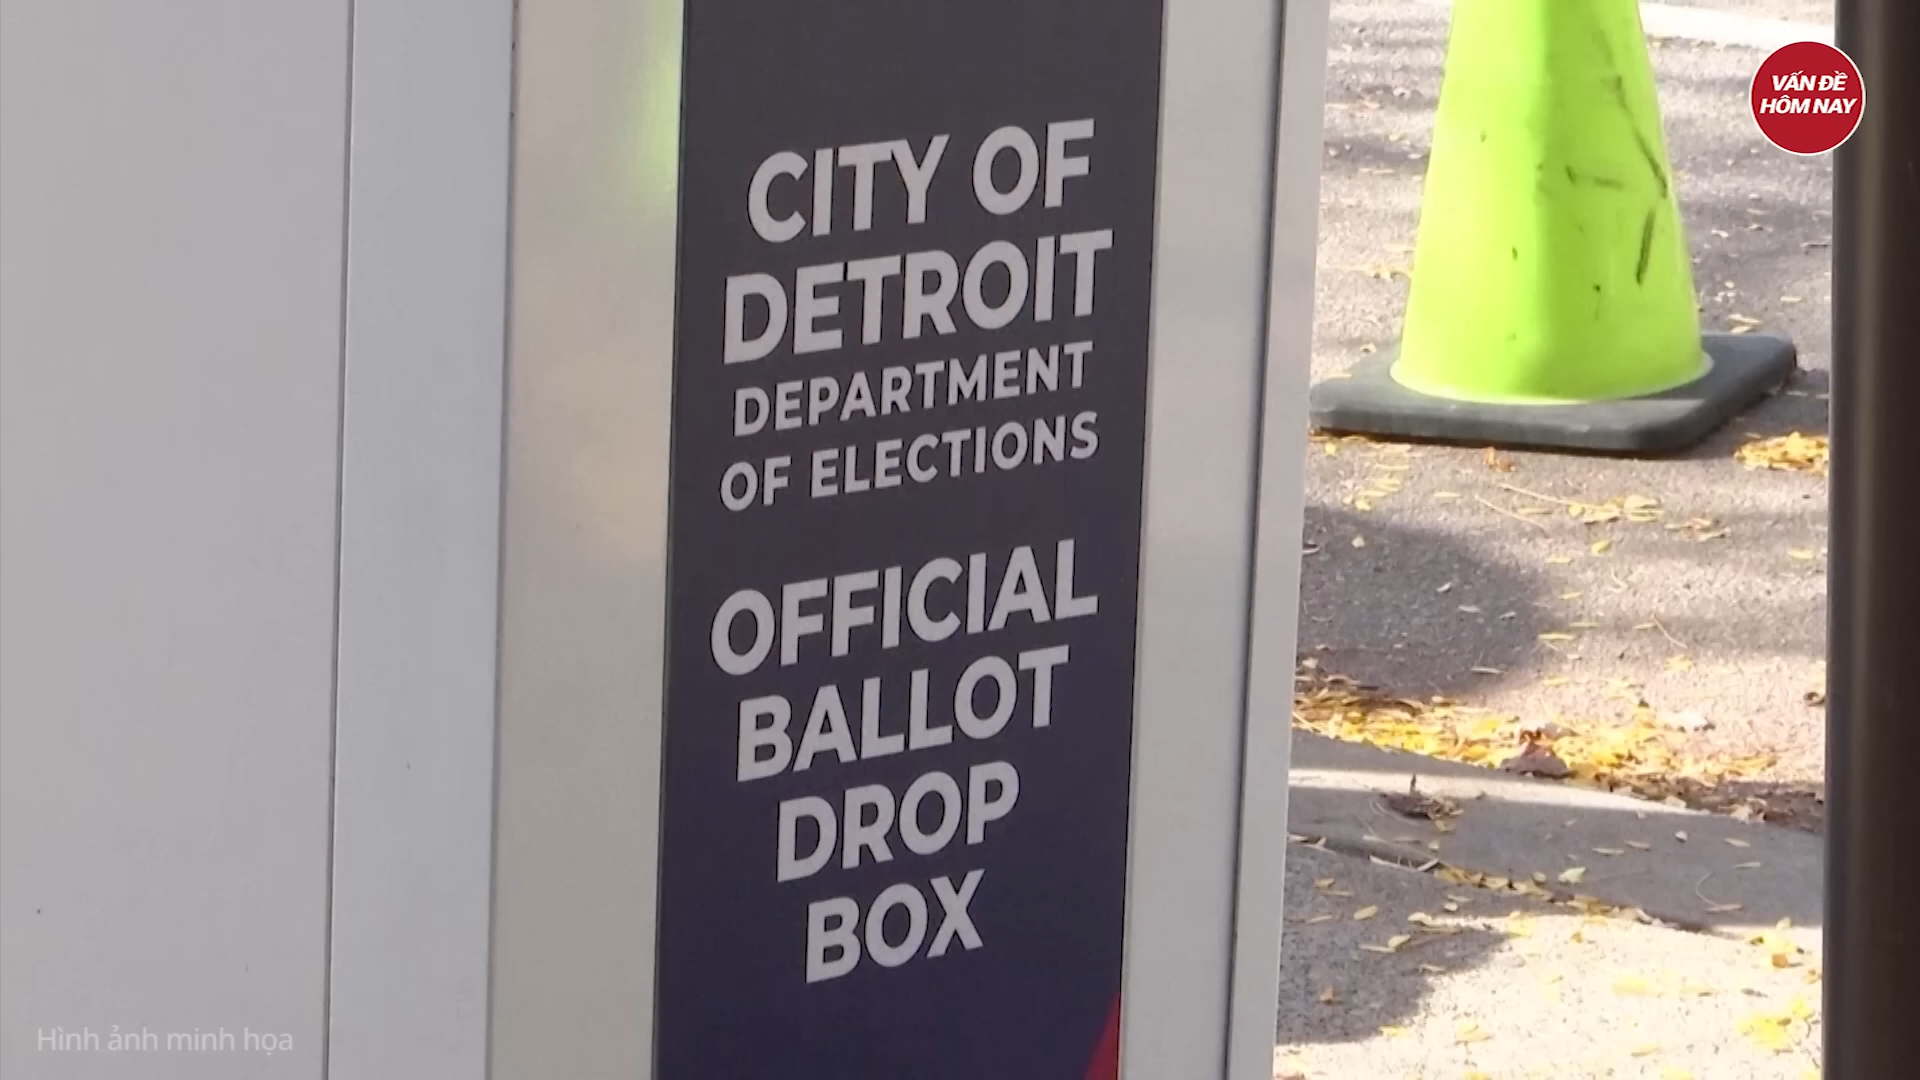 VẤN ĐỀ
HÔM NAY
CITY OF
DETROIT
DEPARTMENT
OF ELECTIONS
OFFICIAL
BALLOT
DROP
BOX
Hình ảnh minh họa